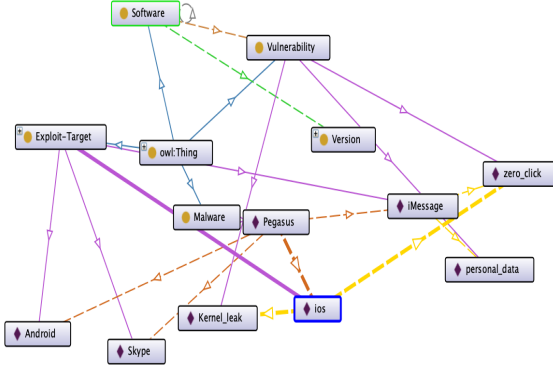 Software
Vulnerability
Exploit-Target
owl:Thing
Version
zero_click
Malware
Pegasus
iMessage
personal_data
Android
Kernel_leak
ios
Skype